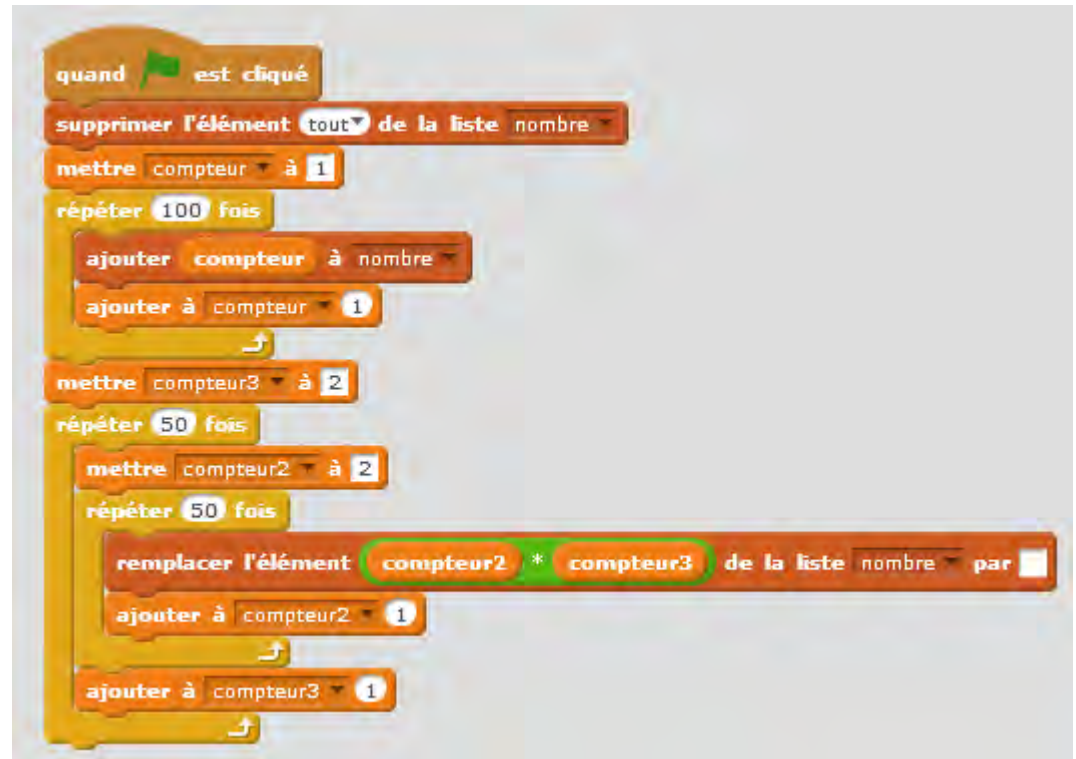 quand est cliqué
supprimer l'élément tout de la liste nombre
mettre compteur à 1
répéter 100 fois
ajouter compteur à nombre
ajouter à compteur 1
mettre compteur3 à 2
répéter 50 fois
mettre compteur2 à 2
répéter 50 fois
remplacer l'élément compteur2 * compteur3 de la liste nombre par
ajouter à compteur2 1
ajouter à compteur3 1